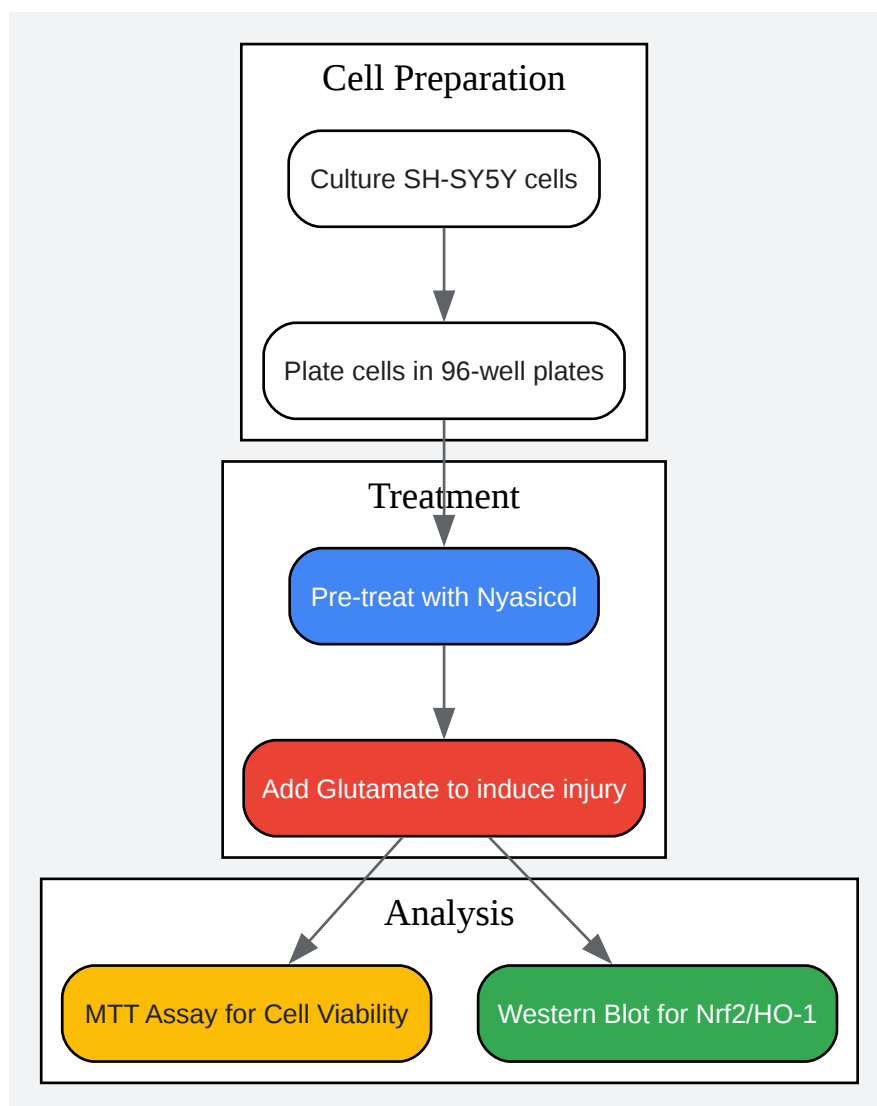 Cell Preparation
Culture SH-SY5Y cells
Plate cells in 96-well plates
Treatment
Pre-treat with Nyasicol
Add Glutamate to induce injury
Analysis
MTT Assay for Cell Viability
Western Blot for Nrf2/HO-1